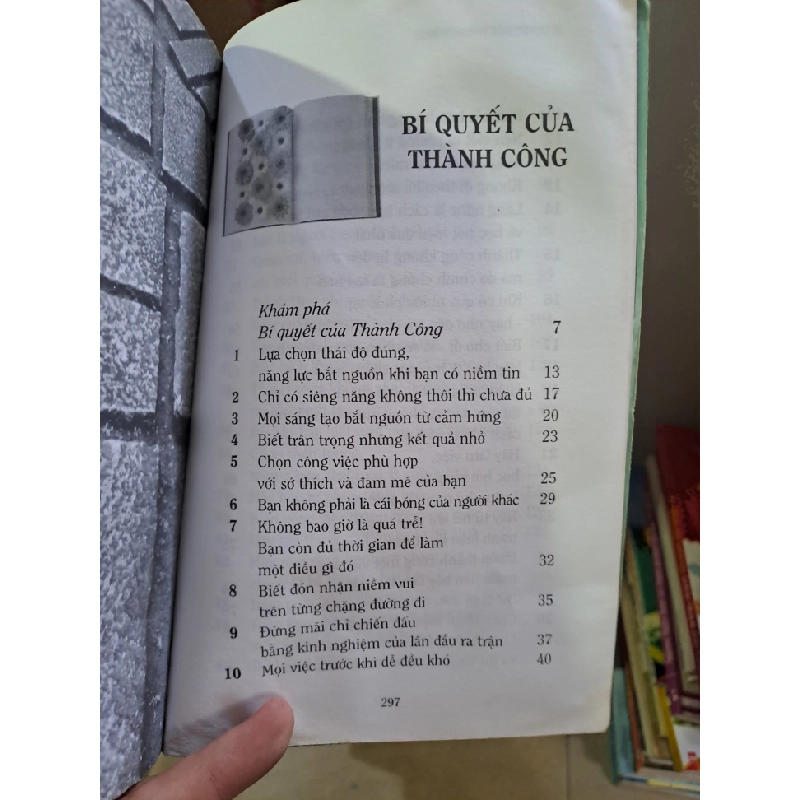 BÍ QUYẾT CỦA
THÀNH CÔNG
Khám phá
Bí quyết của Thành Công 7
1 Lựa chọn thái độ đúng,
năng lực bắt nguồn khi bạn có niềm tin 13
2 Chỉ có siêng năng không thôi thì chưa đủ 17
3 Mọi sáng tạo bắt nguồn từ cảm hứng 20
4 Biết trân trọng những kết quả nhỏ 23
5 Chọn công việc phù hợp
với sở thích và đam mê của bạn 25
6 Bạn không phải là cái bóng của người khác 29
7 Không bao giờ là quá trễ!
Bạn còn đủ thời gian để làm
một điều gì đó 32
8 Biết đón nhận niềm vui
trên từng chặng đường đi 35
9 Đừng mãi chỉ chiến đấu
bằng kinh nghiệm của lần đầu ra trận 37
10 Mọi việc trước khi dễ đều khó 40
297